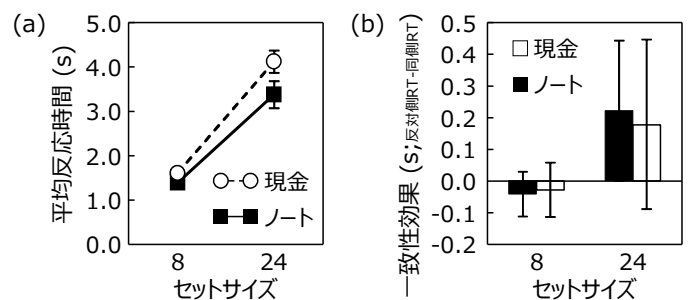 (a)
平均反応時間 (s)
5.0
4.0
3.0
2.0
1.0
0.0
現金
ノート
8
24
セットサイズ
(b)
一致性効果 (s;反対側RT-同側RT)
0.5
0.4
0.3
0.2
0.1
0.0
-0.1
-0.2
現金
ノート
8
24
セットサイズ